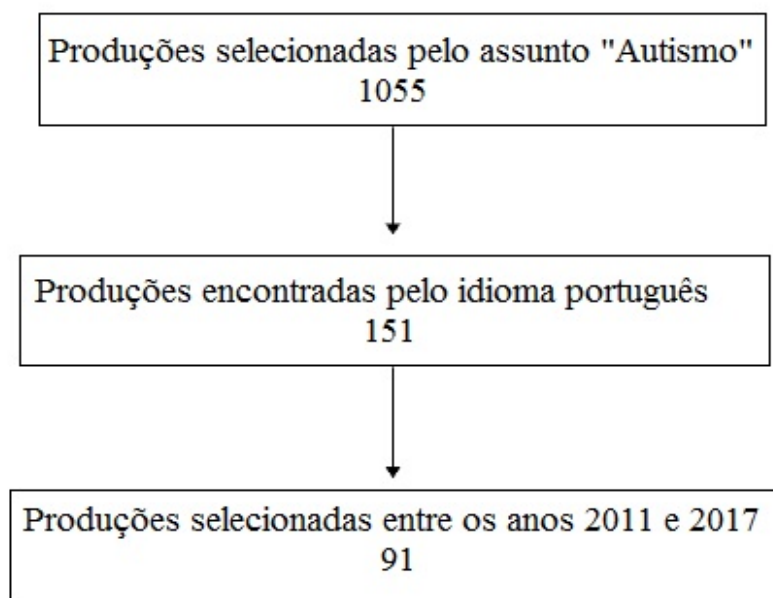 Produções selecionadas pelo assunto "Autismo"
1055
Produções encontradas pelo idioma português
151
Produções selecionadas entre os anos 2011 e 2017
91